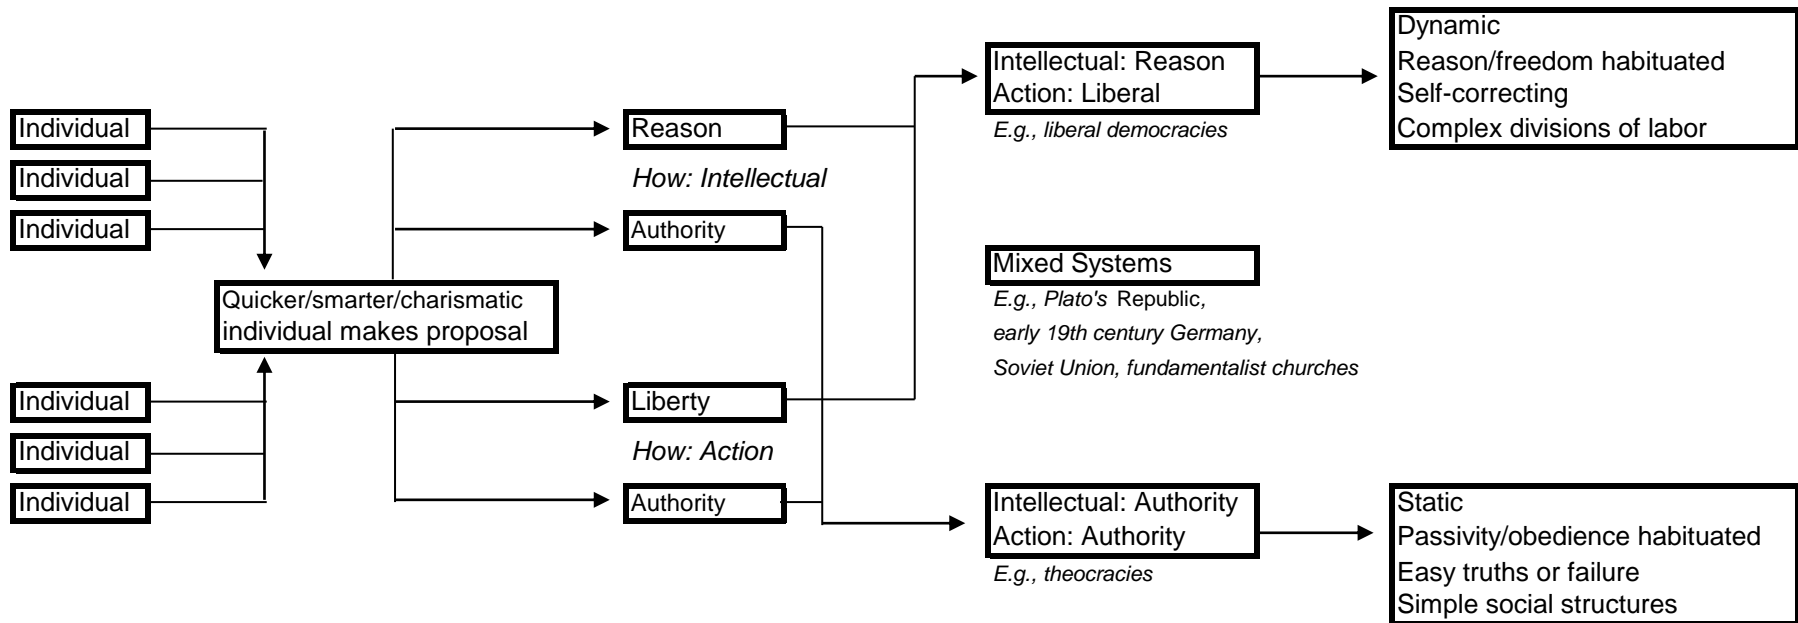 Individual
Individual
Individual
Quicker/smarter/charismatic
individual makes proposal
Individual
Individual
Individual
Reason
How: Intellectual
Authority
Liberty
How: Action
Authority
Intellectual: Reason
Action: Liberal
E.g., liberal democracies
Mixed Systems
E.g., Plato's Republic,
early 19th century Germany,
Soviet Union, fundamentalist churches
Intellectual: Authority
Action: Authority
E.g., theocracies
Dynamic
Reason/freedom habituated
Self-correcting
Complex divisions of labor
Static
Passivity/obedience habituated
Easy truths or failure
Simple social structures